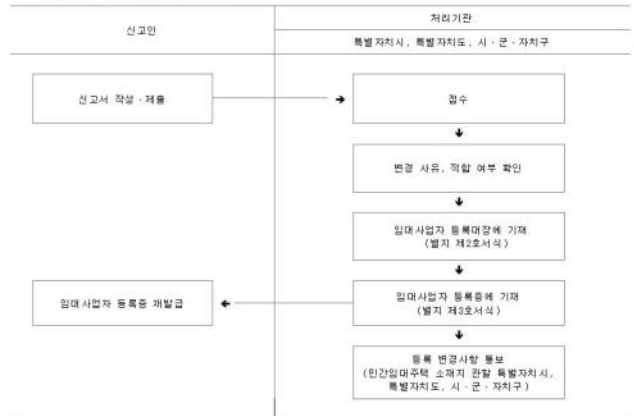 신고인
처리기관
특별자치시, 특별자치도, 시ㆍ군ㆍ자치구
신고서 작성ㆍ제출
접수
변경 사유, 적합 여부 확인
임대사업자 등록대장에 기재
(별지 제2호서식)
임대사업자 등록증 재발급
임대사업자 등록증에 기재
(별지 제3호서식)
등록 변경사항 통보
(민간임대주택 소재지 관할 특별자치시,
특별자치도, 시ㆍ군ㆍ자치구)